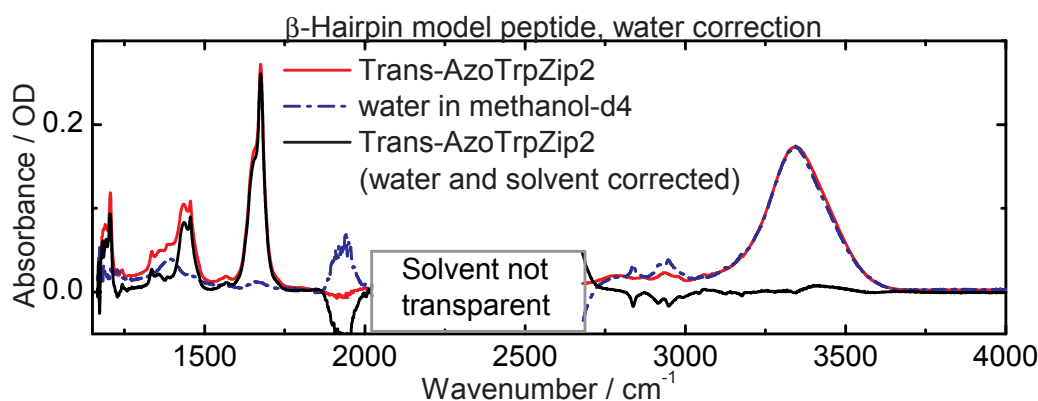 β-Hairpin model peptide, water correction
Trans-AzoTrpZip2
water in methanol-d4
Trans-AzoTrpZip2
(water and solvent corrected)
Absorbance / OD
0.2
0.0
Solvent not
transparent
1500 2000 2500 3000 3500 4000
Wavenumber / cm⁻¹